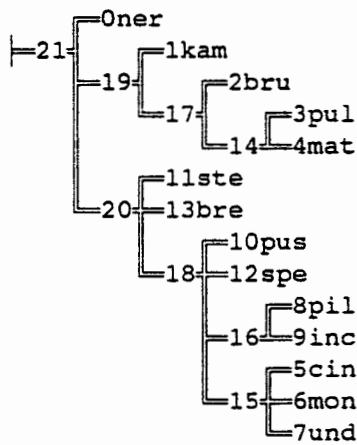 0ner
21
19
1kam
17
2bru
14
3pul
4mat
20
11ste
13bre
18
10pus
12spe
16
8pil
9inc
15
5cin
6mon
7und